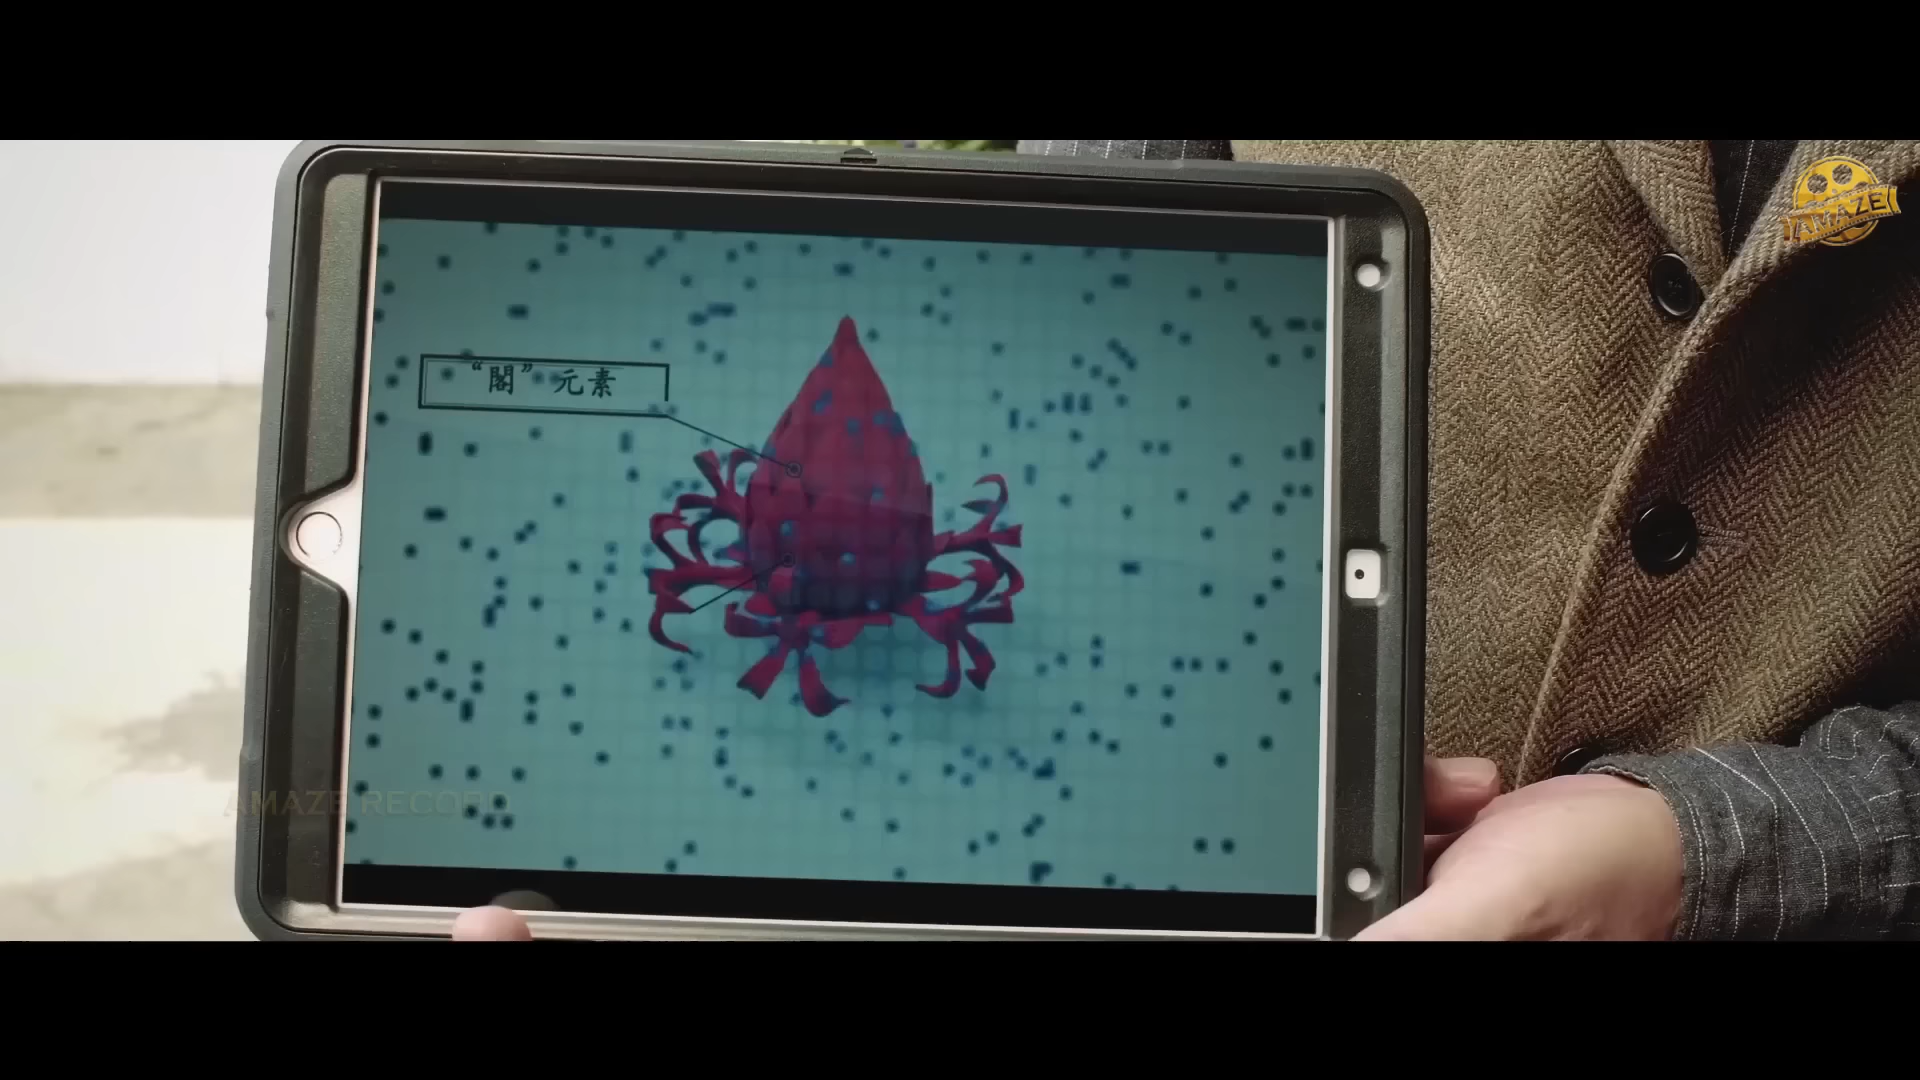 AMAZE
“閣” 元素
AMAZE RECORD